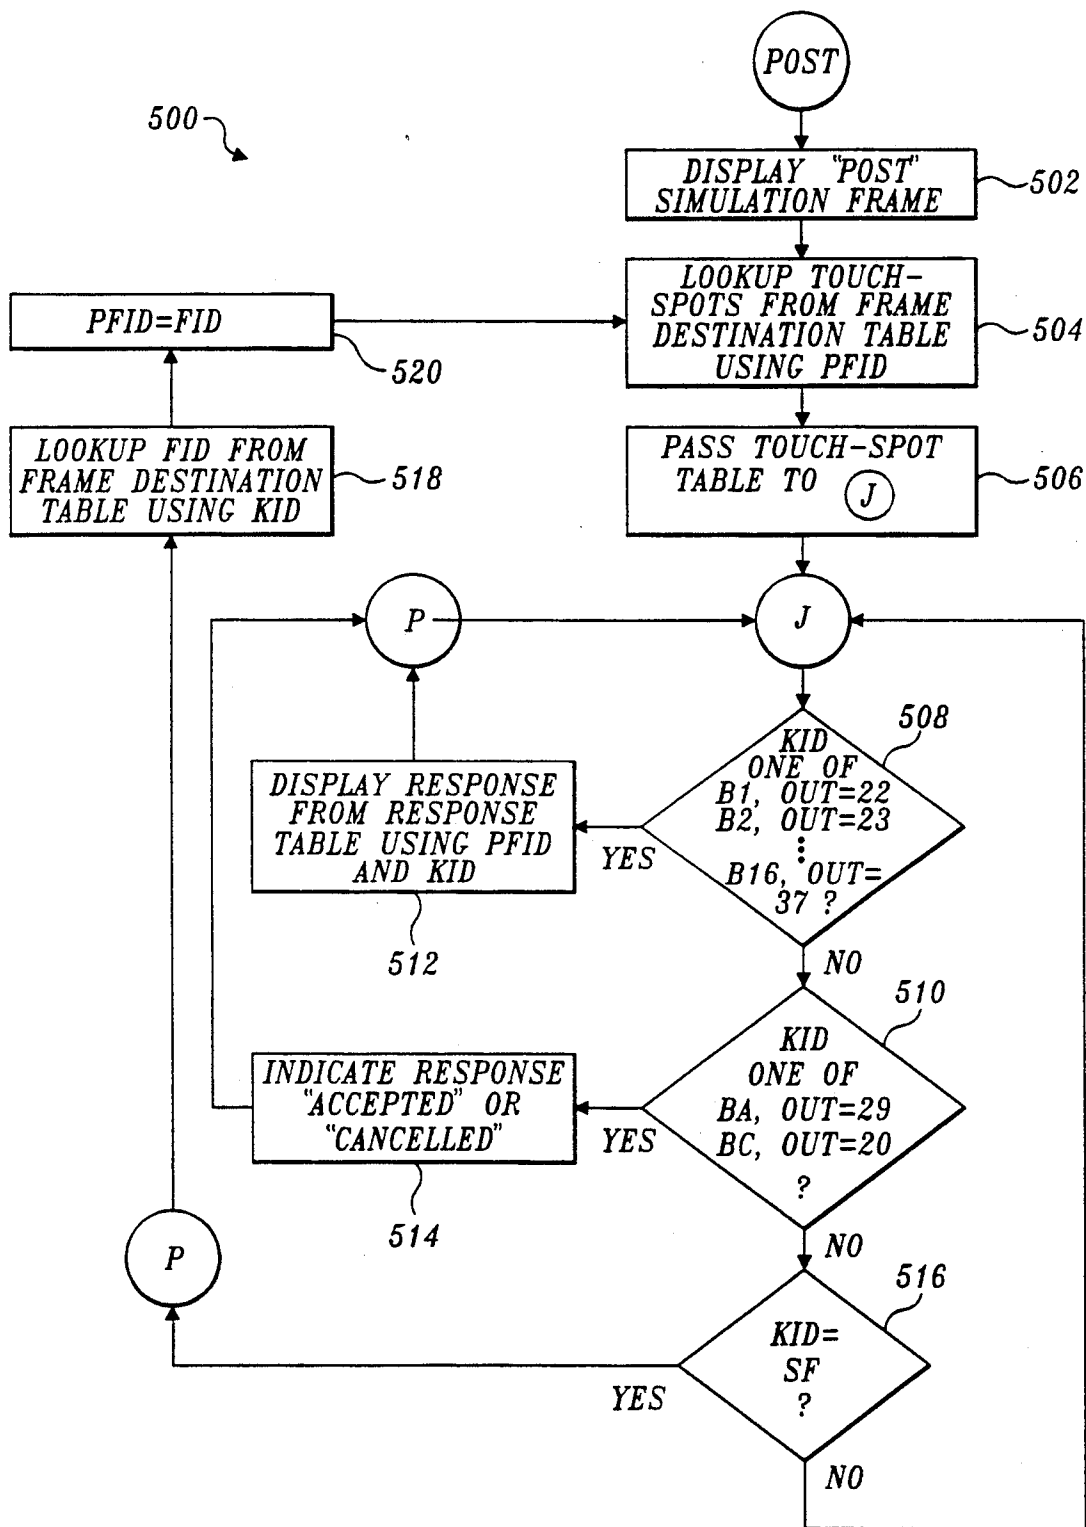 POST
500
DISPLAY "POST"
SIMULATION FRAME
502
LOOKUP TOUCH-
SPOTS FROM FRAME
DESTINATION TABLE
USING PFID
504
PFID=FID
520
LOOKUP FID FROM
FRAME DESTINATION
TABLE USING KID
518
PASS TOUCH-SPOT
TABLE TO J
506
P
J
KID
ONE OF
B1, OUT=22
B2, OUT=23
⋮
B16, OUT=
37 ?
508
YES
DISPLAY RESPONSE
FROM RESPONSE
TABLE USING PFID
AND KID
512
NO
KID
ONE OF
BA, OUT=29
BC, OUT=20
?
510
YES
INDICATE RESPONSE
"ACCEPTED" OR
"CANCELLED"
514
NO
P
KID=
SF
?
516
YES
NO